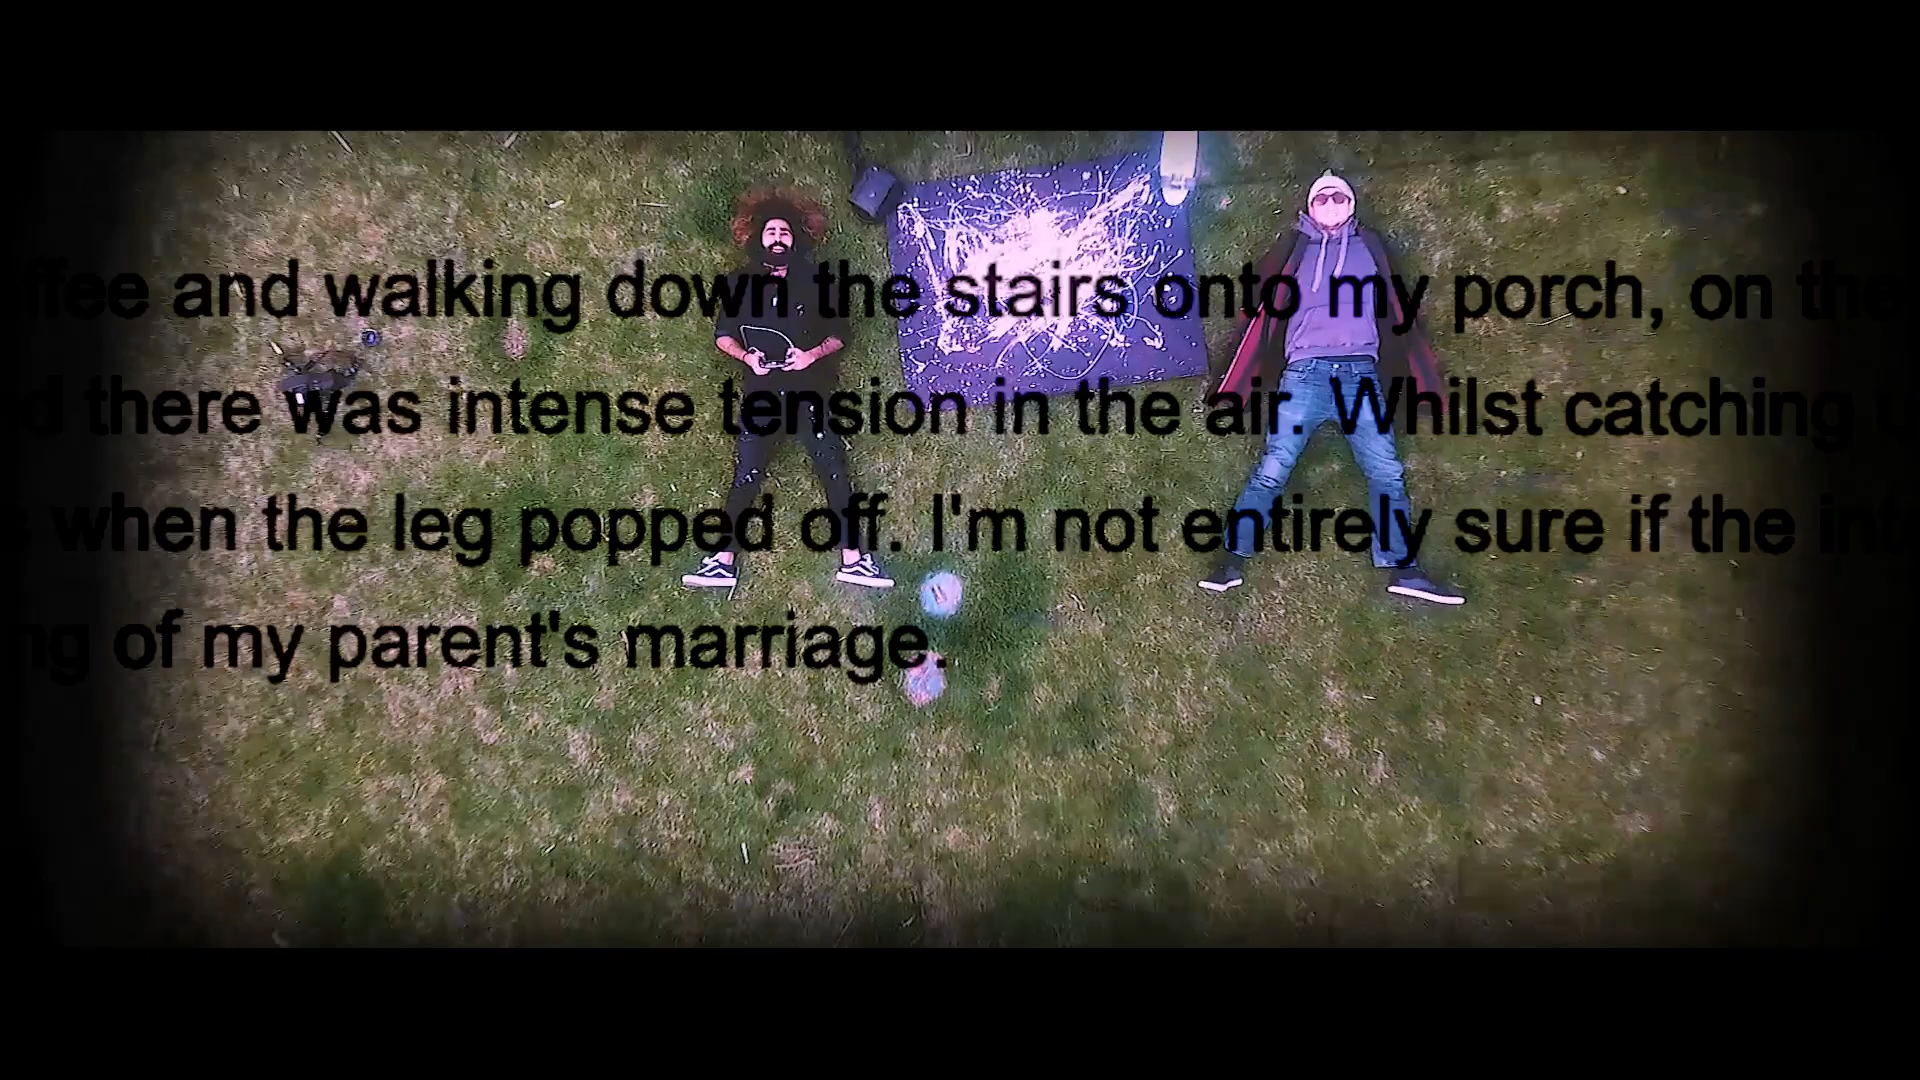 and walking down the stairs onto my porch, on
there was intense tension in the air. Whilst catching
when the leg popped off. I'm not entirely sure if the
of my parent's marriage.